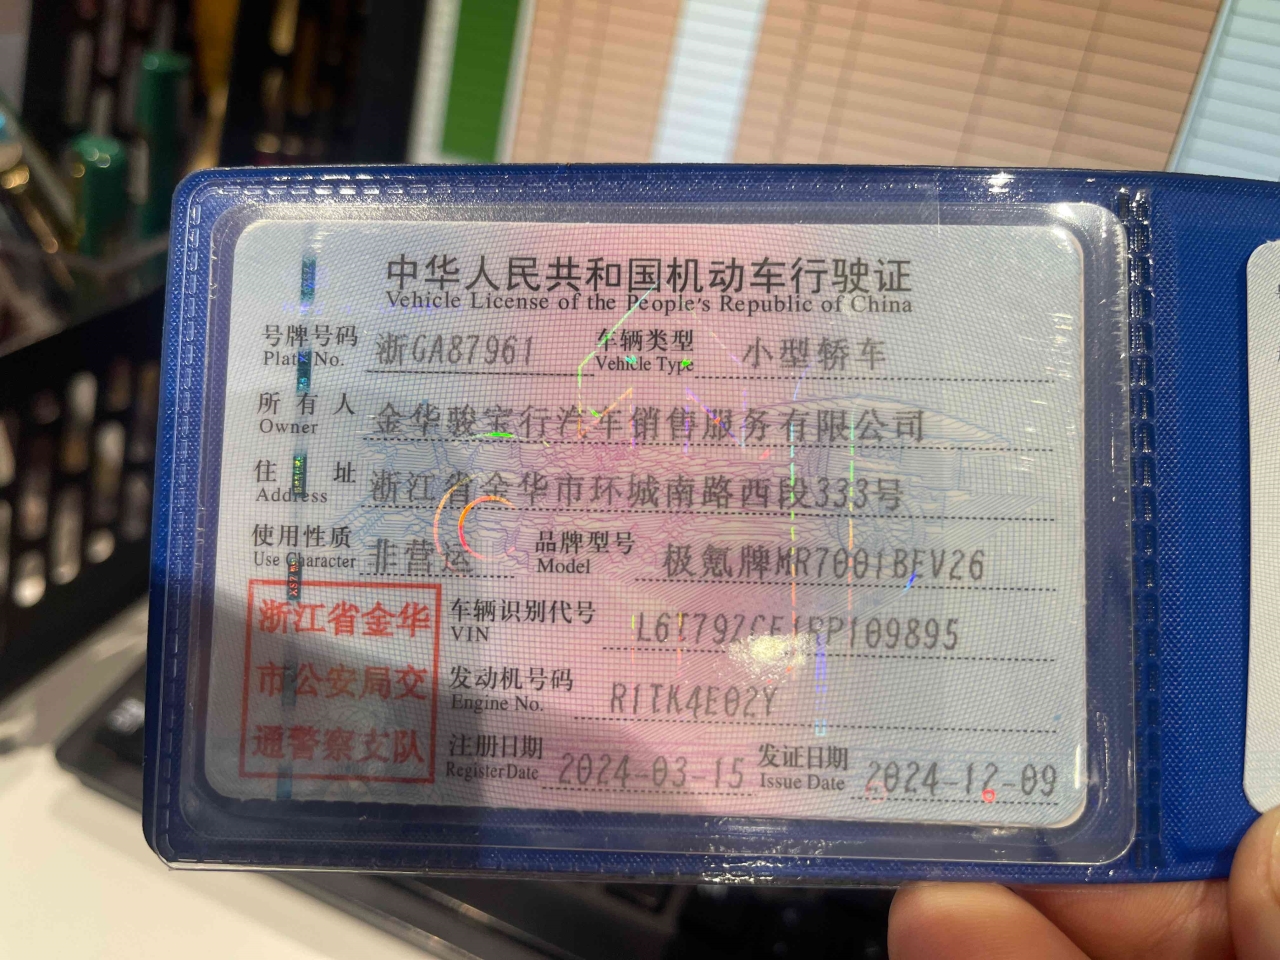 中华人民共和国机动车行驶证
Vehicle License of the People's Republic of China
号牌号码 浙GA87961 车辆类型 小型轿车
Plate No. Vehicle Type
所有人 金华骏宝行汽车销售服务有限公司
Owner
住址 浙江省金华市环城南路西段333号
Address
使用性质 非营运 品牌型号 极氪牌MR7001BEV26
Use Character Model
浙江省金华
市公安局交
通警察支队
车辆识别代号
VIN
发动机号码 R1TK4E02Y
Engine No.
注册日期 2024-03-15 发证日期 2024-12-09
Register Date Issue Date